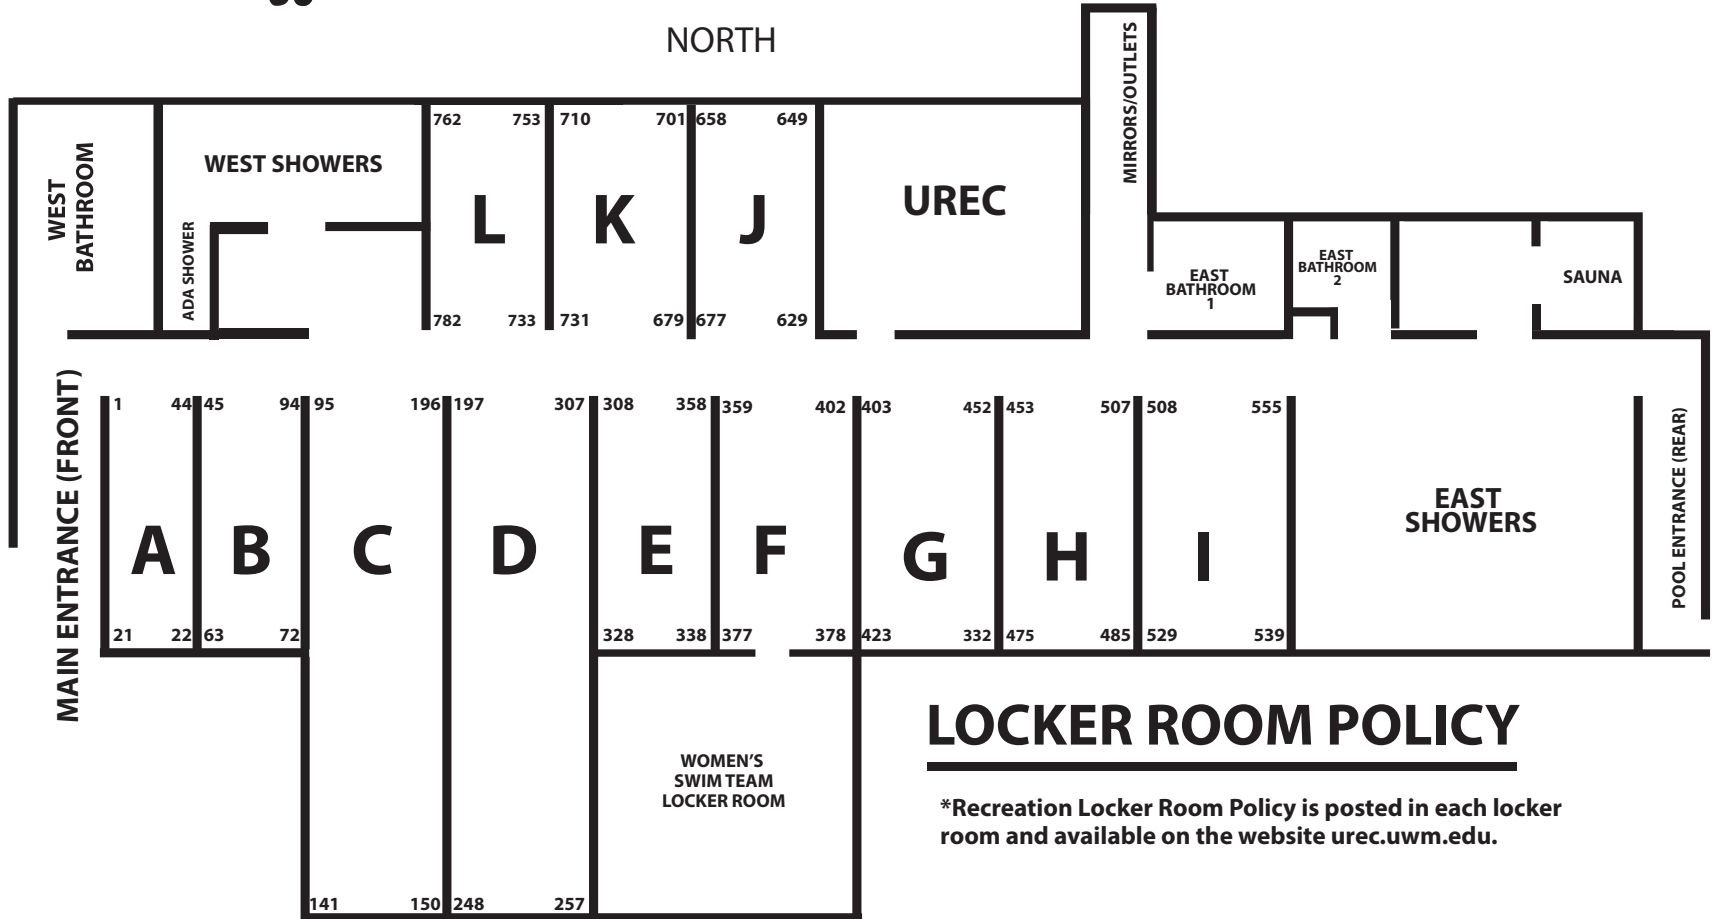 NORTH
MIRRORS/OUTLETS
762 753 710 701 658 649
WEST
BATHROOM
WEST SHOWERS
ADA SHOWER
L K J
UREC
EAST
BATHROOM
1
EAST
BATHROOM
2
SAUNA
782 733 731 679 677 629
MAIN ENTRANCE (FRONT)
1 44 45 94 95 196 197 307 308 358 359 402 403 452 453 507 508 555
POOL ENTRANCE (REAR)
A B C D E F G H I
EAST
SHOWERS
21 22 63 72 328 338 377 378 423 332 475 485 529 539
WOMEN'S
SWIM TEAM
LOCKER ROOM
LOCKER ROOM POLICY
*Recreation Locker Room Policy is posted in each locker
room and available on the website urec.uwm.edu.
141 150 248 257